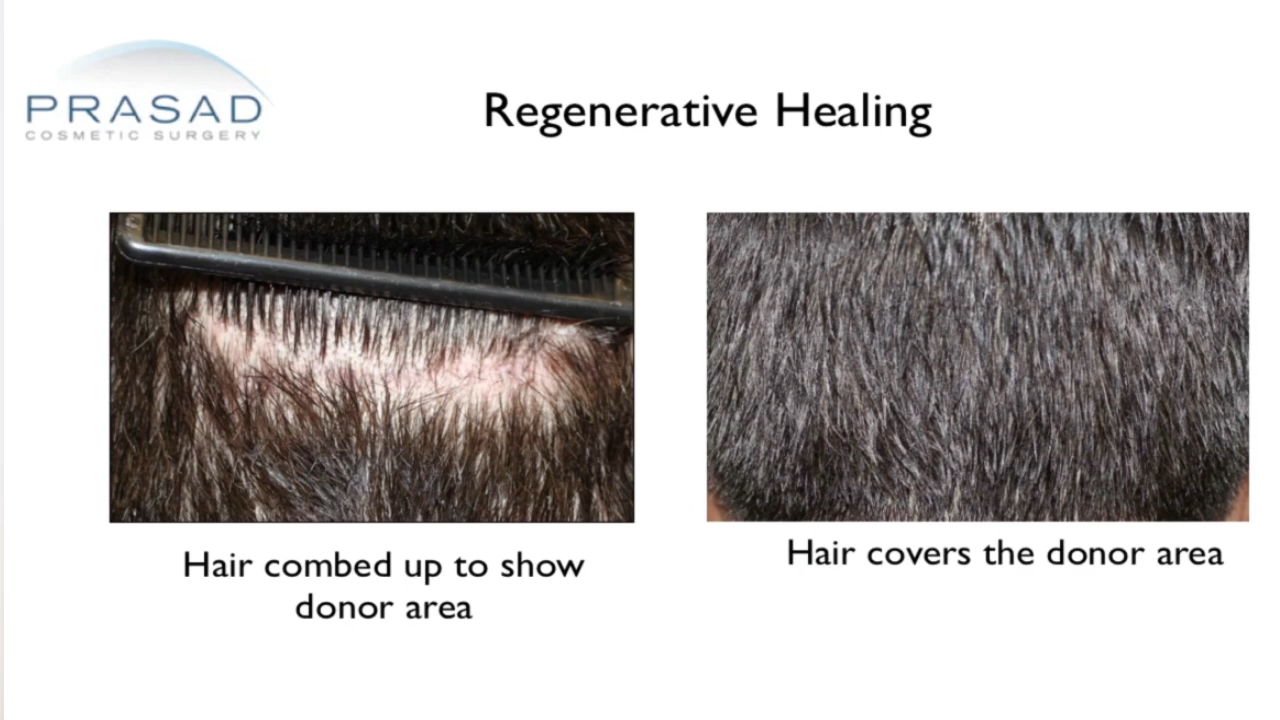 PRASAD
COSMETIC SURGERY
Regenerative Healing
Hair combed up to show
donor area
Hair covers the donor area